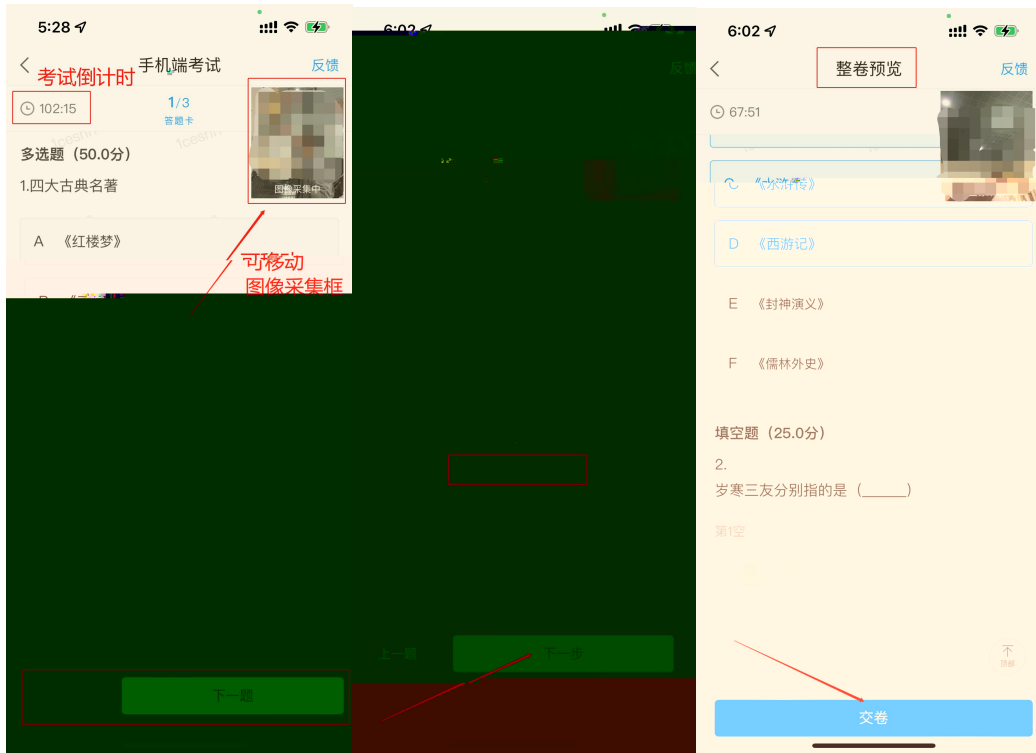 5:28
手机端考试
反馈
考试倒计时
102:15
1/3
答题卡
图像采集中
多选题（50.0分）
1.四大古典名著
A 《红楼梦》
可移动
图像采集框
下一题
6:02
反馈
上一题
下一步
6:02
整卷预览
反馈
67:51
《水浒传》
D 《西游记》
E 《封神演义》
F 《儒林外史》
填空题（25.0分）
2.
岁寒三友分别指的是（______）
第1空
顶部
交卷